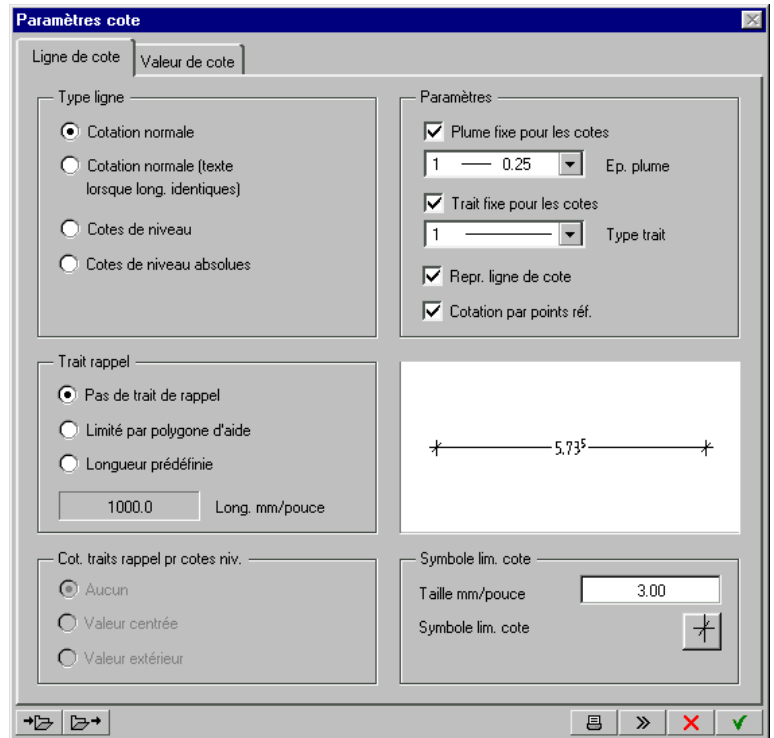 Paramètres cote
Ligne de cote
Valeur de cote
Type ligne
Cotation normale
Cotation normale (texte
lorsque long. identiques)
Cotes de niveau
Cotes de niveau absolues
Paramètres
Plume fixe pour les cotes
1 0.25
Ep. plume
Trait fixe pour les cotes
1
Type trait
Repr. ligne de cote
Cotation par points réf.
Trait rappel
Pas de trait de rappel
Limité par polygone d'aide
Longueur prédéfinie
1000.0
Long. mm/pouce
5.73⁵
Cot. traits rappel pr cotes niv.
Aucun
Valeur centrée
Valeur extérieur
Symbole lim. cote
Taille mm/pouce
3.00
Symbole lim. cote